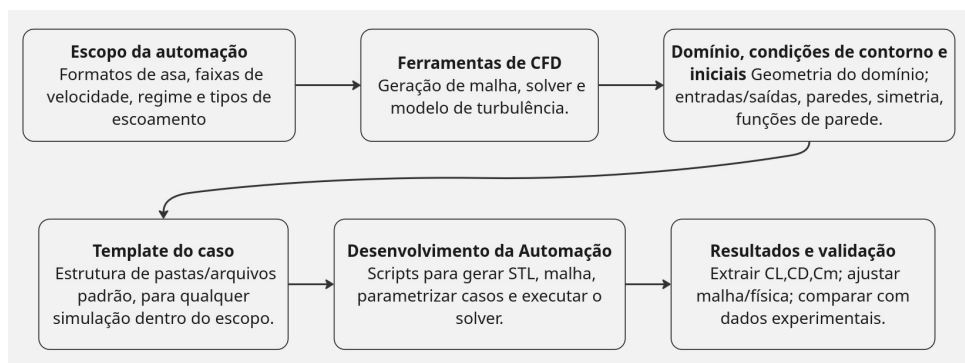 Escopo da automação
Formatos de asa, faixas de
velocidade, regime e tipos de
escoamento
Ferramentas de CFD
Geração de malha, solver e
modelo de turbulência.
Domínio, condições de contorno e
iniciais Geometria do domínio;
entradas/saídas, paredes, simetria,
funções de parede.
Template do caso
Estrutura de pastas/arquivos
padrão, para qualquer
simulação dentro do escopo.
Desenvolvimento da Automação
Scripts para gerar STL, malha,
parametrizar casos e executar o
solver.
Resultados e validação
Extrair CL,CD,Cm; ajustar
malha/física; comparar com
dados experimentais.